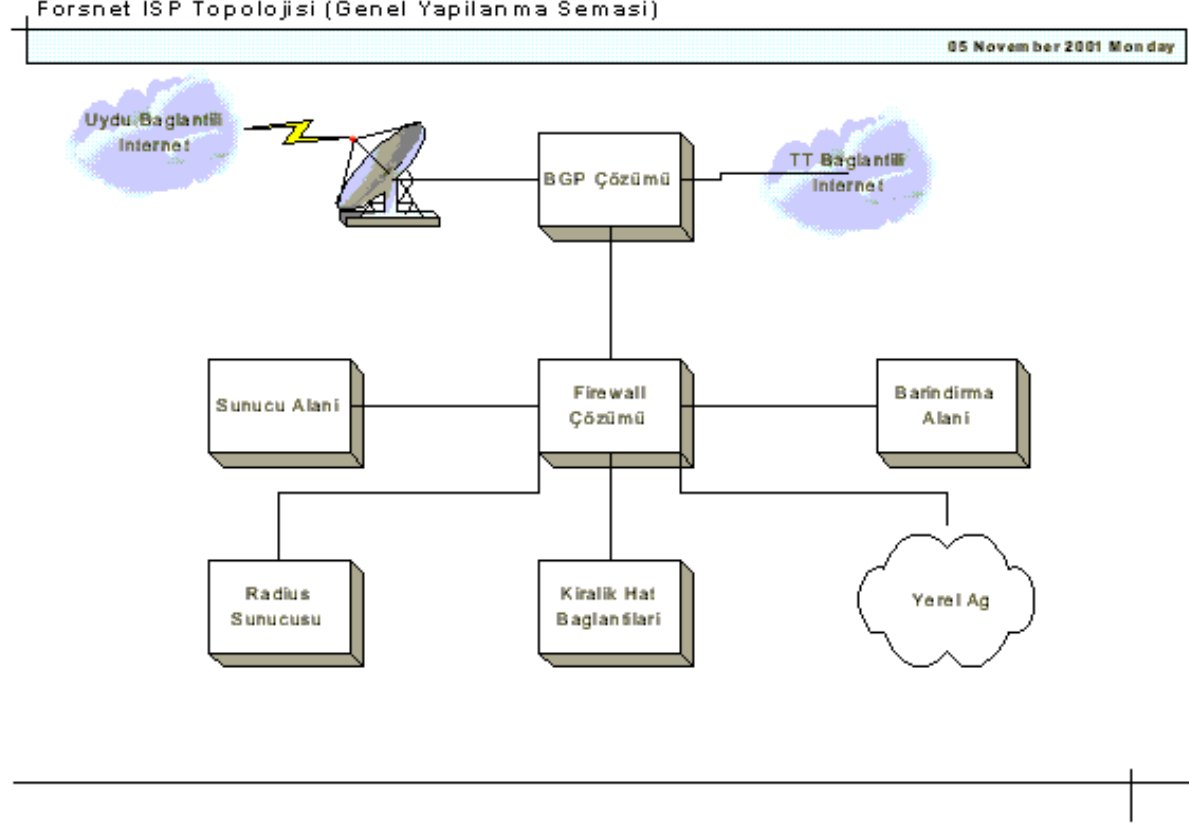 Forsnet ISP Topolojisi (Genel Yapilanma Semasi)
05 November 2001 Monday
Uydu Baglantili
Internet
BGP Çözümü
TT Baglantili
Internet
Sunucu Alani
Firewall
Çözümü
Barindirma
Alani
Radius
Sunucusu
Kiralik Hat
Baglantilari
Yerel Ag